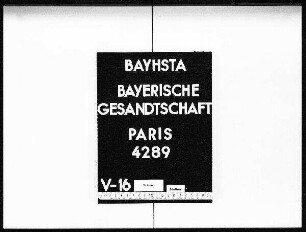 BAYHSTA
BAYERISCHE
GESANDTSCHAFT
PARIS
4289
V-16